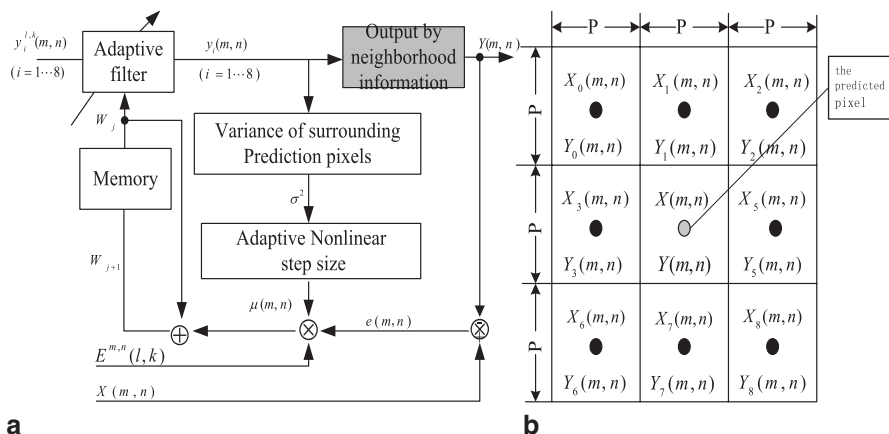 y_i^{l,k}(m,n)
(i=1⋯8)
Adaptive
filter
y_i(m,n)
(i=1⋯8)
Output by
neighborhood
information
Y(m,n)
W_j
Memory
W_{j+1}
Variance of surrounding
Prediction pixels
σ^2
Adaptive Nonlinear
step size
μ(m,n)
e(m,n)
E^{m,n}(l,k)
X(m,n)
a
P P P
P
X_0(m,n) X_1(m,n) X_2(m,n)
Y_0(m,n) Y_1(m,n) Y_2(m,n)
the
predicted
pixel
P
X_3(m,n) X(m,n) X_5(m,n)
Y_3(m,n) Y(m,n) Y_5(m,n)
P
X_6(m,n) X_7(m,n) X_8(m,n)
Y_6(m,n) Y_7(m,n) Y_8(m,n)
b